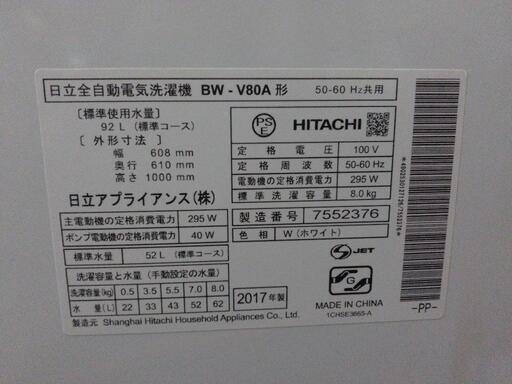 日立全自動電気洗濯機 BW-V80A 形 50-60 Hz共用
〔標準使用水量〕
92 L（標準コース）
〔外形寸法〕
幅 608 mm
奥行 610 mm
高さ 1000 mm
日立アプライアンス（株）
主電動機の定格消費電力 295 W
ポンプ電動機の定格消費電力 40 W
標準水量 52 L（標準コース）
洗濯容量と水量（手動設定の水量）
洗濯容量(kg) 0.5 3.5 5.5 7.0 8.0
水量(L) 22 33 43 52 62
製造元 Shanghai Hitachi Household Appliances Co., Ltd.
PS
E
HITACHI
定格電圧 100 V
定格周波数 50-60 Hz
電動機の定格消費電力 295 W
標準洗濯容量 8.0kg
製造番号 7552376
色相 W（ホワイト）
JET
2017年製
MADE IN CHINA
1CHSE3665-A
*4902530127126/7552376*
-PP-